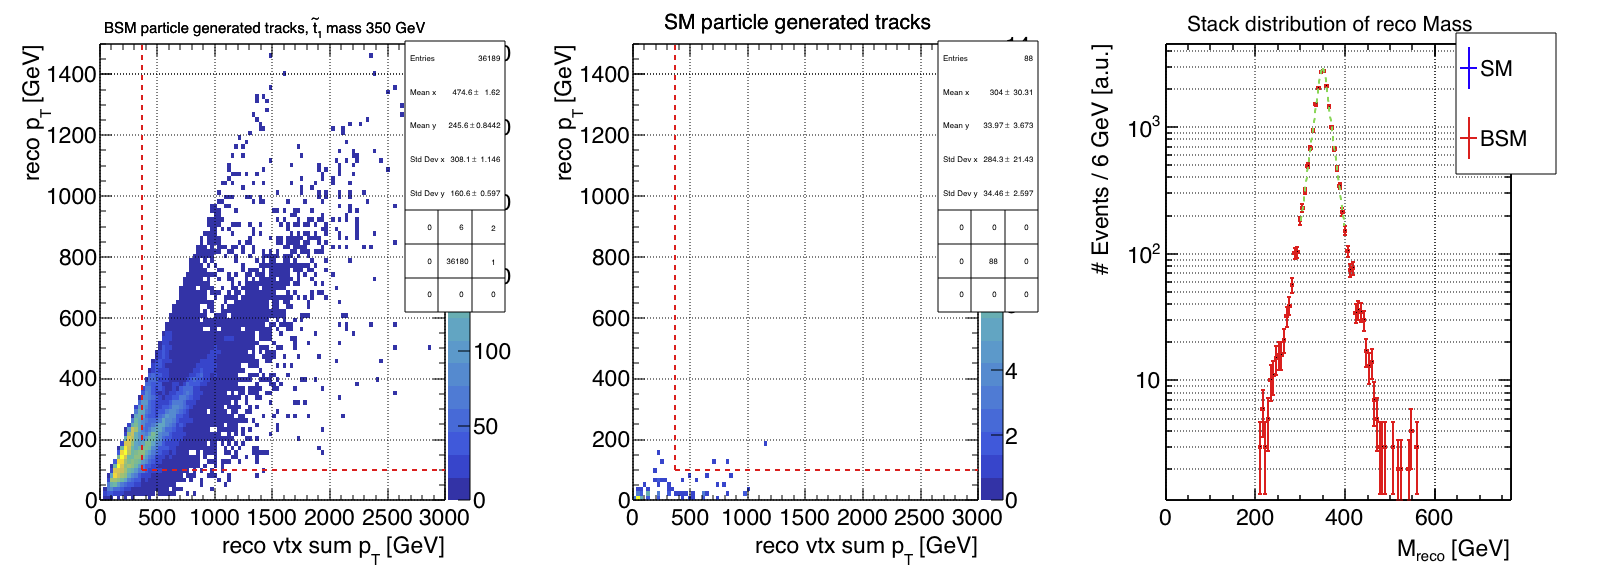 BSM particle generated tracks, t̃₁ mass 350 GeV
reco pT [GeV]
1400
1200
1000
800
600
400
200
0
0 500 1000 1500 2000 2500 3000
reco vtx sum pT [GeV]
Entries 36189
Mean x 474.6 ± 1.62
Mean y 245.6 ± 0.8442
Std Dev x 308.1 ± 1.146
Std Dev y 160.6 ± 0.597
0 6 2
0 36180 1
0 0 0
100
50
0
SM particle generated tracks
reco pT [GeV]
1400
1200
1000
800
600
400
200
0
0 500 1000 1500 2000 2500 3000
reco vtx sum pT [GeV]
Entries 88
Mean x 304 ± 30.31
Mean y 33.97 ± 3.673
Std Dev x 284.3 ± 21.43
Std Dev y 34.46 ± 2.597
0 0 0
0 88 0
0 0 0
4
2
0
Stack distribution of reco Mass
# Events / 6 GeV [a.u.]
10³
10²
10
0 200 400 600
Mreco [GeV]
SM
BSM